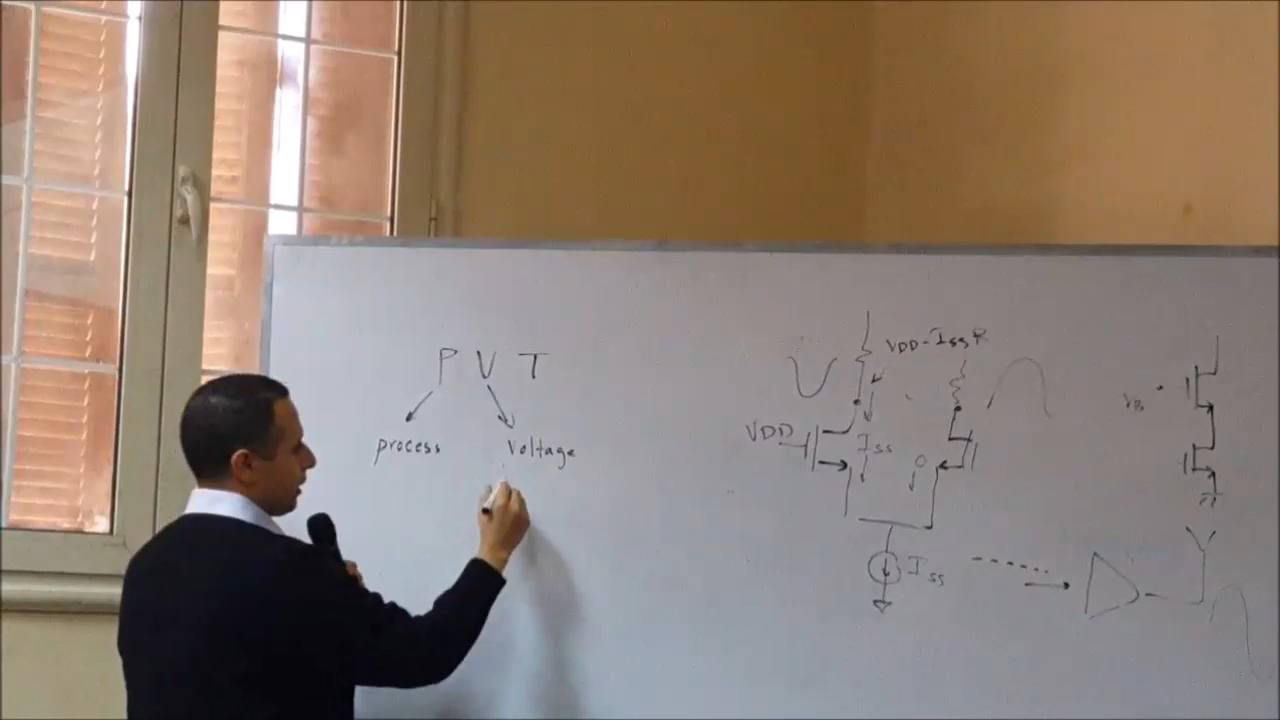 P V T
process voltage
VDD-ISSR
VDD
ISS
O
VB
ISS